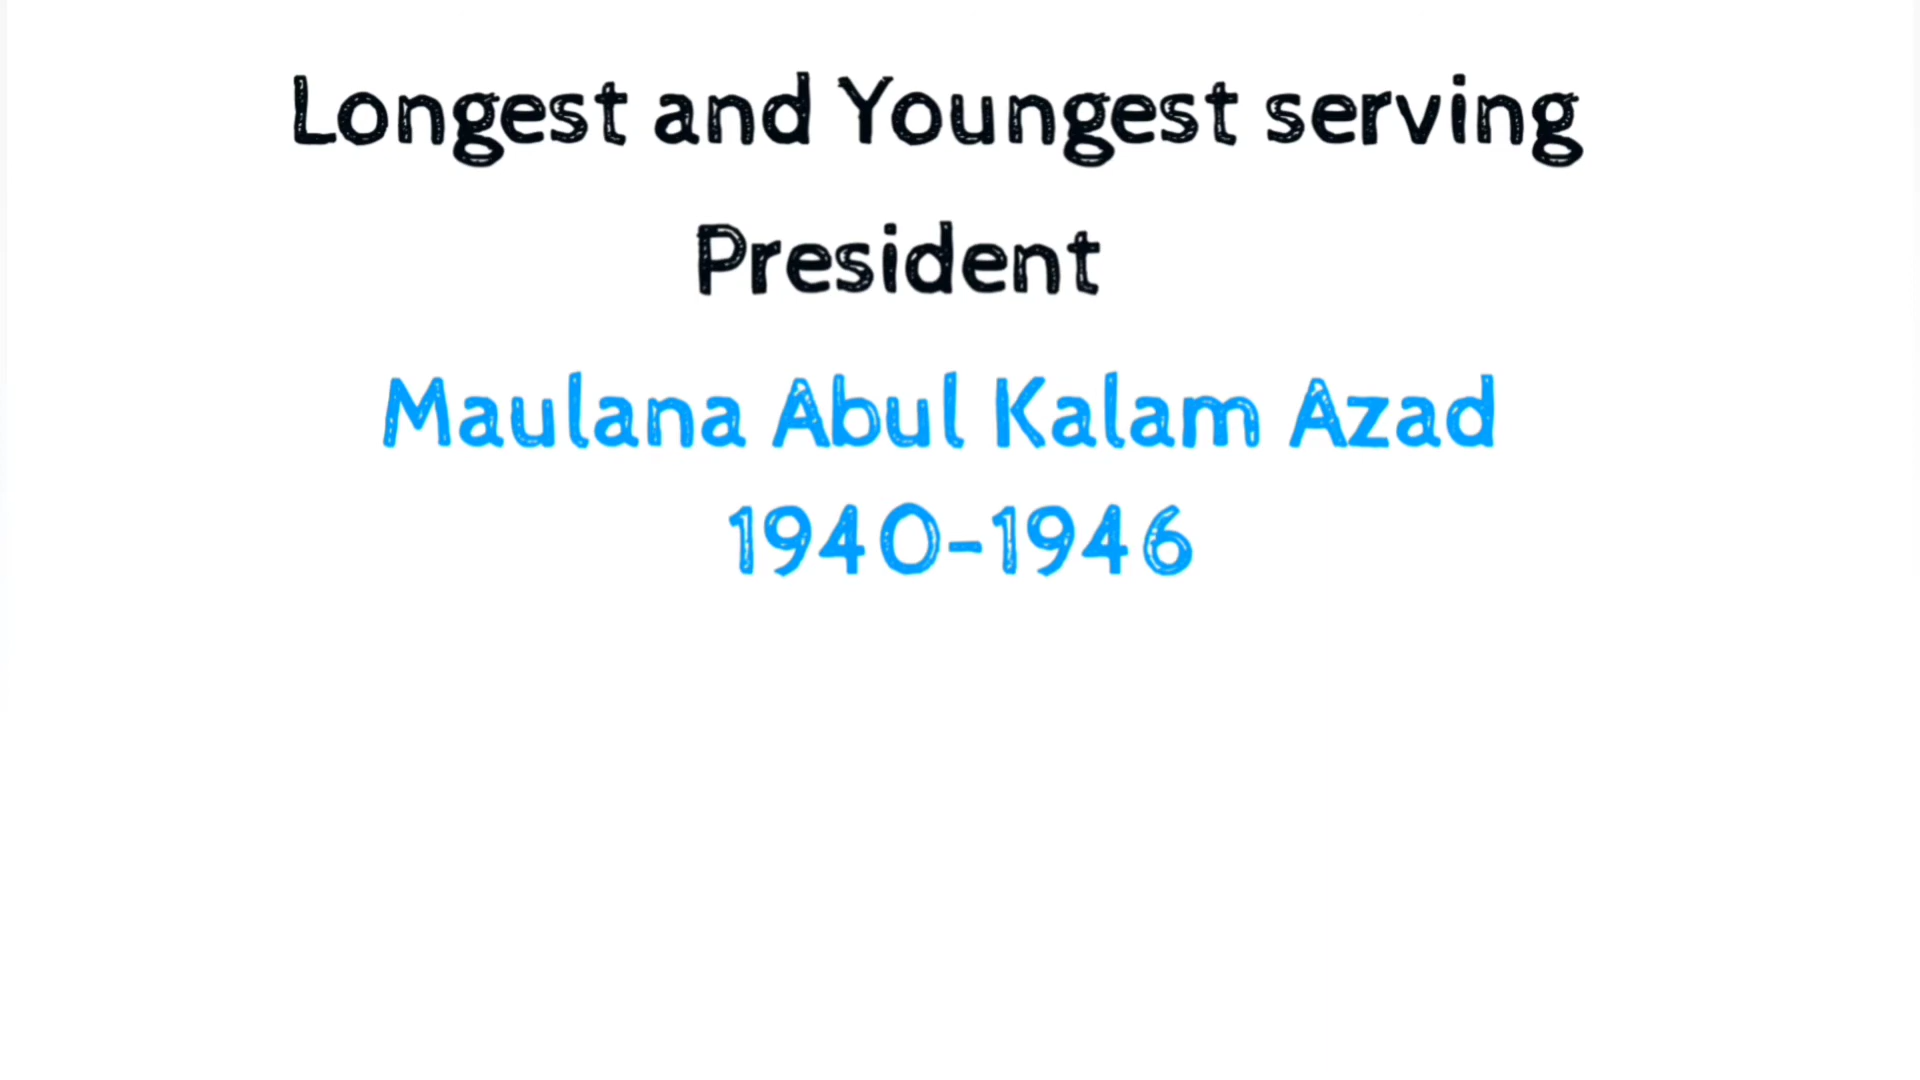 Longest and Youngest serving
President
Maulana Abul Kalam Azad
1940-1946